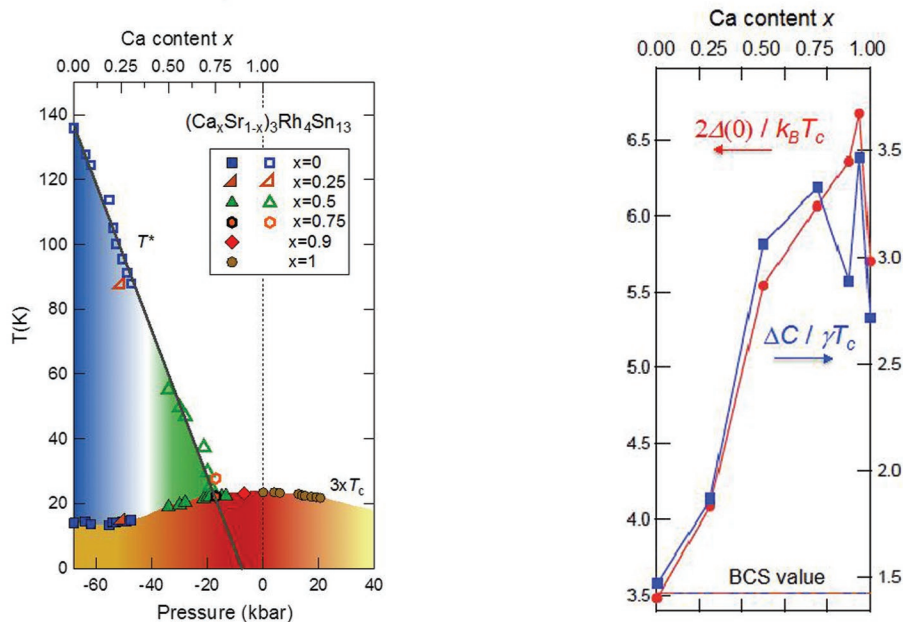 Ca content x
0.00 0.25 0.50 0.75 1.00
140
120
100
80
60
40
20
0
T(K)
(CaₓSr₁₋ₓ)₃Rh₄Sn₁₃
x=0
x=0.25
x=0.5
x=0.75
x=0.9
x=1
T*
3xT_c
-60 -40 -20 0 20 40
Pressure (kbar)
Ca content x
0.00 0.25 0.50 0.75 1.00
6.5
6.0
5.5
5.0
4.5
4.0
3.5
2Δ(0) / k_BT_c
ΔC / γT_c
BCS value
3.5
3.0
2.5
2.0
1.5